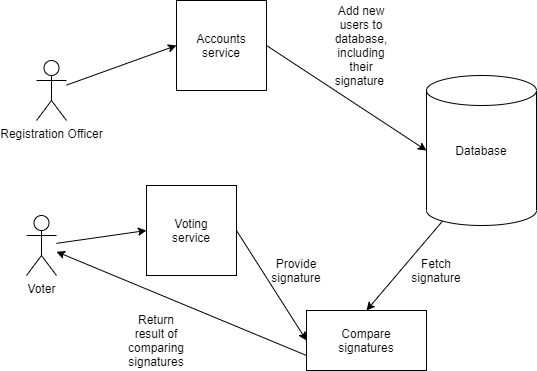 Accounts
service
Add new
users to
database,
including
their
signature
Registration Officer
Database
Voting
service
Voter
Provide
signature
Fetch
signature
Return
result of
comparing
signatures
Compare
signatures